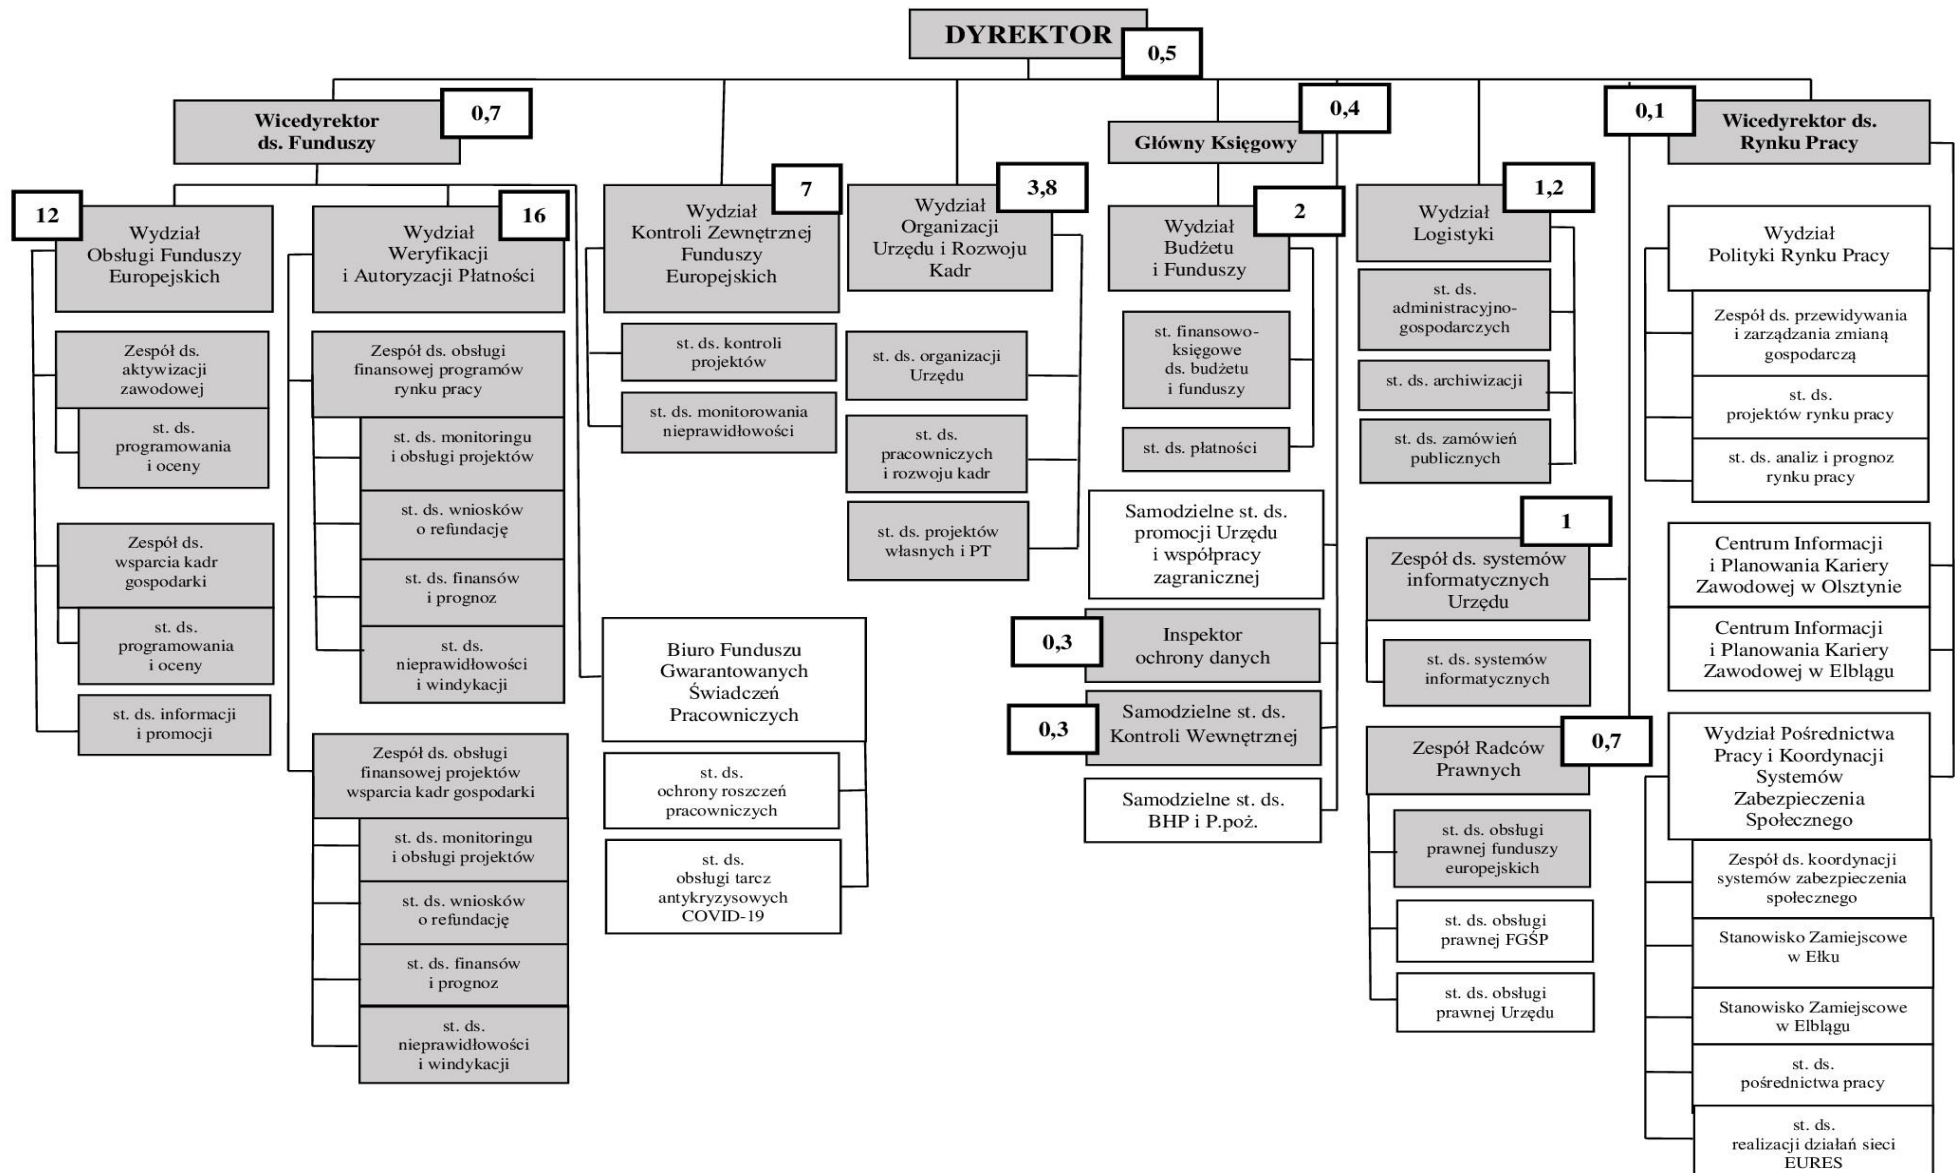 DYREKTOR
0,5
Wicedyrektor
ds. Funduszy
0,7
12
Wydział
Obsługi Funduszy
Europejskich
Zespół ds.
aktywizacji
zawodowej
st. ds.
programowania
i oceny
Zespół ds.
wsparcia kadr
gospodarki
st. ds.
programowania
i oceny
st. ds. informacji
i promocji
16
Wydział
Weryfikacji
i Autoryzacji Płatności
Zespół ds. obsługi
finansowej programów
rynku pracy
st. ds. monitoringu
i obsługi projektów
st. ds. wniosków
o refundację
st. ds. finansów
i prognoz
st. ds.
nieprawidłowości
i windykacji
Zespół ds. obsługi
finansowej projektów
wsparcia kadr gospodarki
st. ds. monitoringu
i obsługi projektów
st. ds. wniosków
o refundację
st. ds. finansów
i prognoz
st. ds.
nieprawidłowości
i windykacji
Biuro Funduszu
Gwarantowanych
Świadczeń
Pracowniczych
st. ds.
ochrony roszczeń
pracowniczych
st. ds.
obsługi tarcz
antykryzysowych
COVID-19
7
Wydział
Kontroli Zewnętrznej
Funduszy
Europejskich
st. ds. kontroli
projektów
st. ds. monitorowania
nieprawidłowości
3,8
Wydział
Organizacji
Urzędu i Rozwoju
Kadr
st. ds. organizacji
Urzędu
st. ds.
pracowniczych
i rozwoju kadr
st. ds. projektów
własnych i PT
0,4
Główny Księgowy
2
Wydział
Budżetu
i Funduszy
st. finansowo-
księgowe
ds. budżetu
i funduszy
st. ds. płatności
Samodzielne st. ds.
promocji Urzędu
i współpracy
zagranicznej
0,3
Inspektor
ochrony danych
0,3
Samodzielne st. ds.
Kontroli Wewnętrznej
Samodzielne st. ds.
BHP i P.poż.
1,2
Wydział
Logistyki
st. ds.
administracyjno-
gospodarczych
st. ds. archiwizacji
st. ds. zamówień
publicznych
1
Zespół ds. systemów
informatycznych
Urzędu
st. ds. systemów
informatycznych
0,7
Zespół Radców
Prawnych
st. ds. obsługi
prawnej funduszy
europejskich
st. ds. obsługi
prawnej FGŚP
st. ds. obsługi
prawnej Urzędu
0,1
Wicedyrektor ds.
Rynku Pracy
Wydział
Polityki Rynku Pracy
Zespół ds. przewidywania
i zarządzania zmianą
gospodarczą
st. ds.
projektów rynku pracy
st. ds. analiz i prognoz
rynku pracy
Centrum Informacji
i Planowania Kariery
Zawodowej w Olsztynie
Centrum Informacji
i Planowania Kariery
Zawodowej w Elblągu
Wydział Pośrednictwa
Pracy i Koordynacji
Systemów
Zabezpieczenia
Społecznego
Zespół ds. koordynacji
systemów zabezpieczenia
społecznego
Stanowisko Zamiejscowe
w Ełku
Stanowisko Zamiejscowe
w Elblągu
st. ds.
pośrednictwa pracy
st. ds.
realizacji działań sieci
EURES